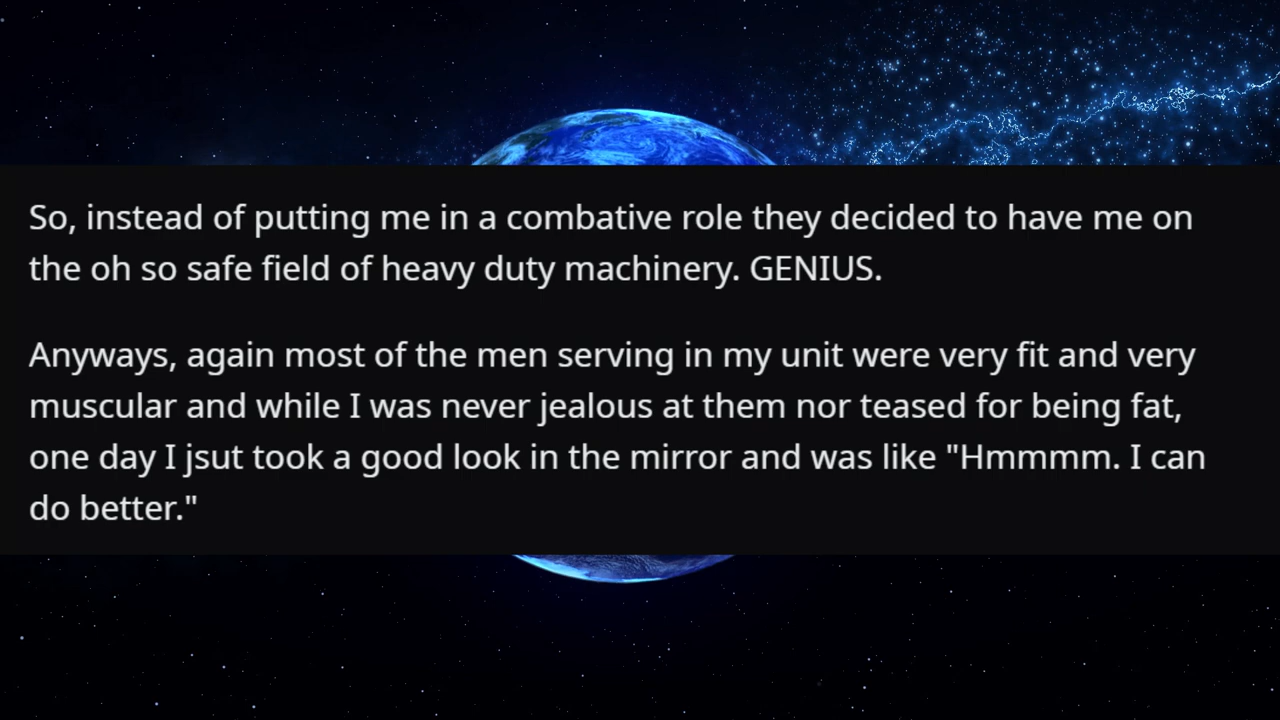 So, instead of putting me in a combative role they decided to have me on
the oh so safe field of heavy duty machinery. GENIUS.
Anyways, again most of the men serving in my unit were very fit and very
muscular and while I was never jealous at them nor teased for being fat,
one day I jsut took a good look in the mirror and was like "Hmmmm. I can
do better."